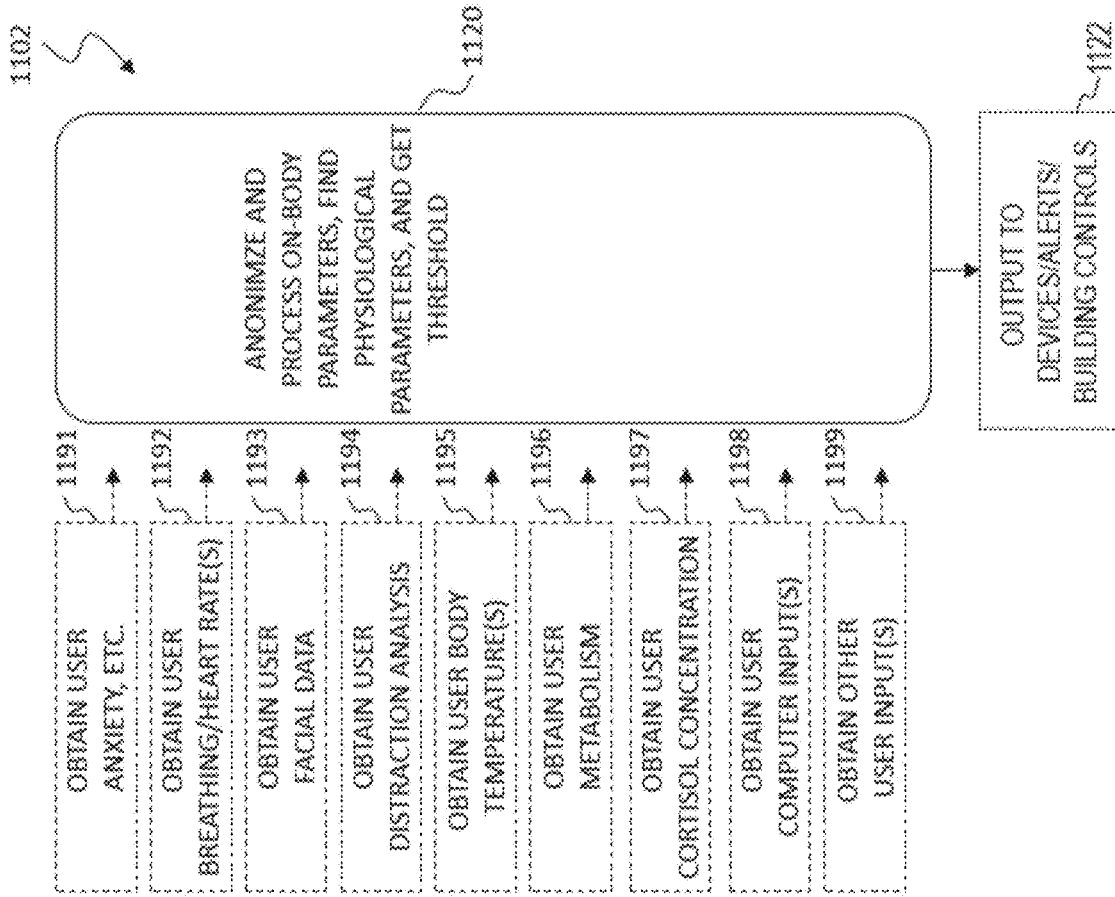 1102
1191
OBTAIN USER
ANXIETY, ETC.
1192
OBTAIN USER
BREATHING/HEART RATE(S)
1193
OBTAIN USER
FACIAL DATA
1194
OBTAIN USER
DISTRACTION ANALYSIS
1195
OBTAIN USER BODY
TEMPERATURE(S)
1196
OBTAIN USER
METABOLISM
1197
OBTAIN USER
CORTISOL CONCENTRATION
1198
OBTAIN USER
COMPUTER INPUT(S)
1199
OBTAIN OTHER
USER INPUT(S)
ANONIMZE AND
PROCESS ON-BODY
PARAMETERS, FIND
PHYSIOLOGICAL
PARAMETERS, AND GET
THRESHOLD
1120
OUTPUT TO
DEVICES/ALERTS/
BUILDING CONTROLS
1122